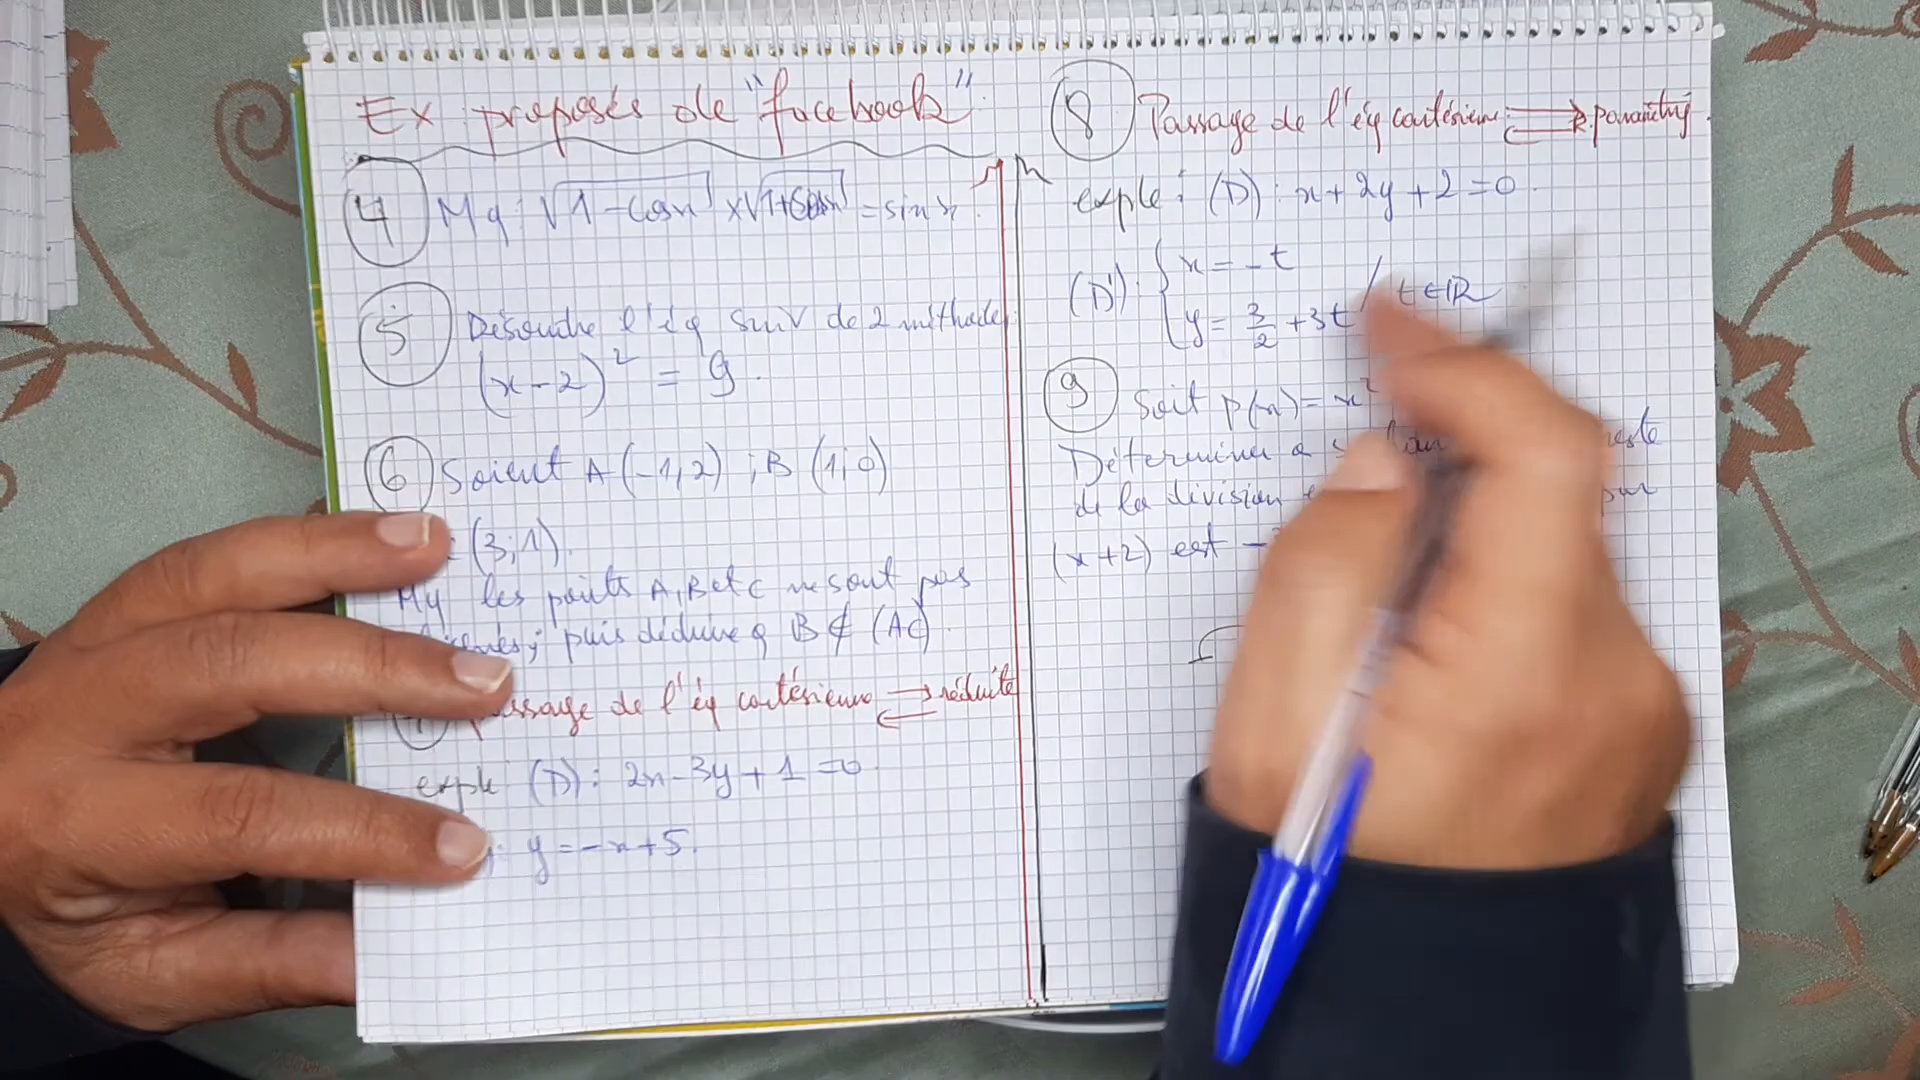 Ex proposés de "facebook".
4 Mq: √1-cosx x √1+cosx = sin x.
5 Résoudre l'éq suiv de 2 méthodes
(x-2)² = 9.
6 Soient A(-1,2) ; B(1;0)
(3;1).
Mq les points A, B et C ne sont pas
puis déduire q B ∉ (AC).
de l'éq cartésienne ⇄ réduite
exple: (D): 2x-3y+1=0.
y=-x+5.
8 Passage de l'éq cartésienne ⇄ paramétriq.
exple: (D): x+2y+2=0.
(D'): { x = -t
y = 3/2 + 3t / t∈IR
9 Soit p(x) = x²
Déterminer a
de la division
(x+2) est -